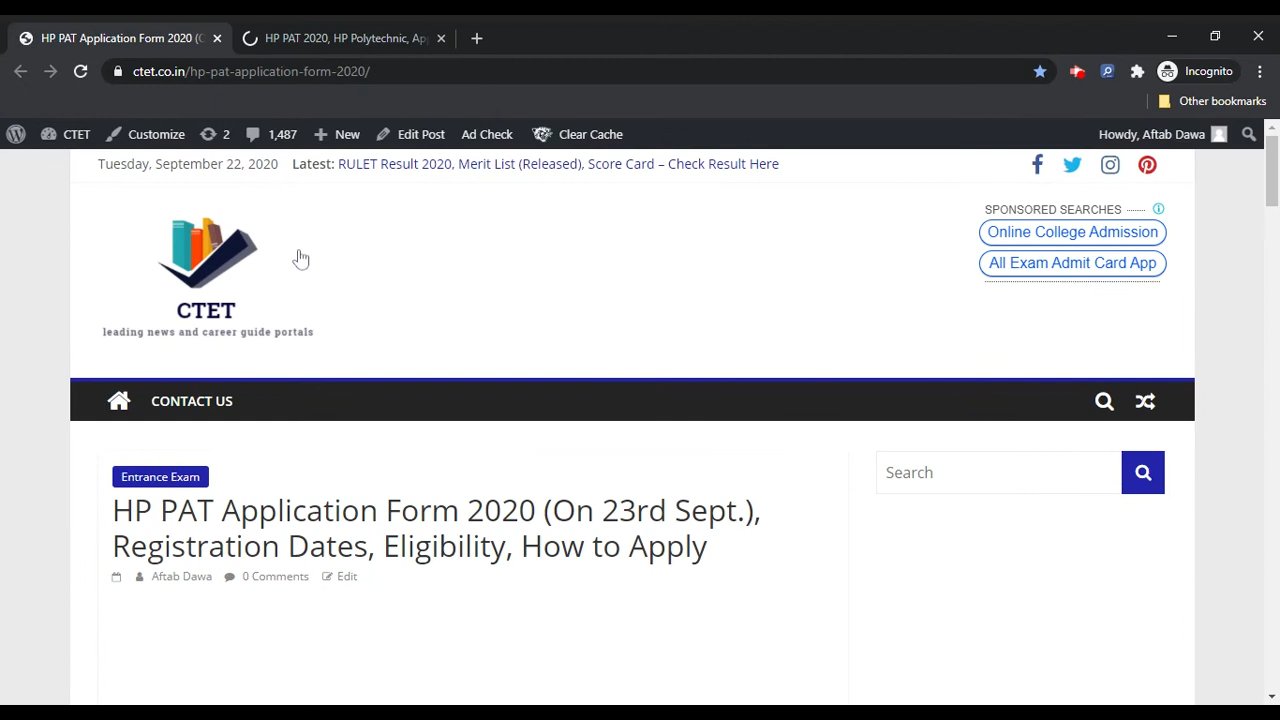 HP PAT Application Form 2020 (
HP PAT 2020, HP Polytechnic, Ap
ctet.co.in/hp-pat-application-form-2020/
Incognito
Other bookmarks
CTET
Customize
2
1,487
New
Edit Post
Ad Check
Clear Cache
Howdy, Aftab Dawa
Tuesday, September 22, 2020
Latest: RULET Result 2020. Merit List (Released), Score Card – Check Result Here
SPONSORED SEARCHES
Online College Admission
All Exam Admit Card App
CTET
leading news and career guide portals
CONTACT US
Search
Entrance Exam
HP PAT Application Form 2020 (On 23rd Sept.),
Registration Dates, Eligibility, How to Apply
Aftab Dawa
0 Comments
Edit